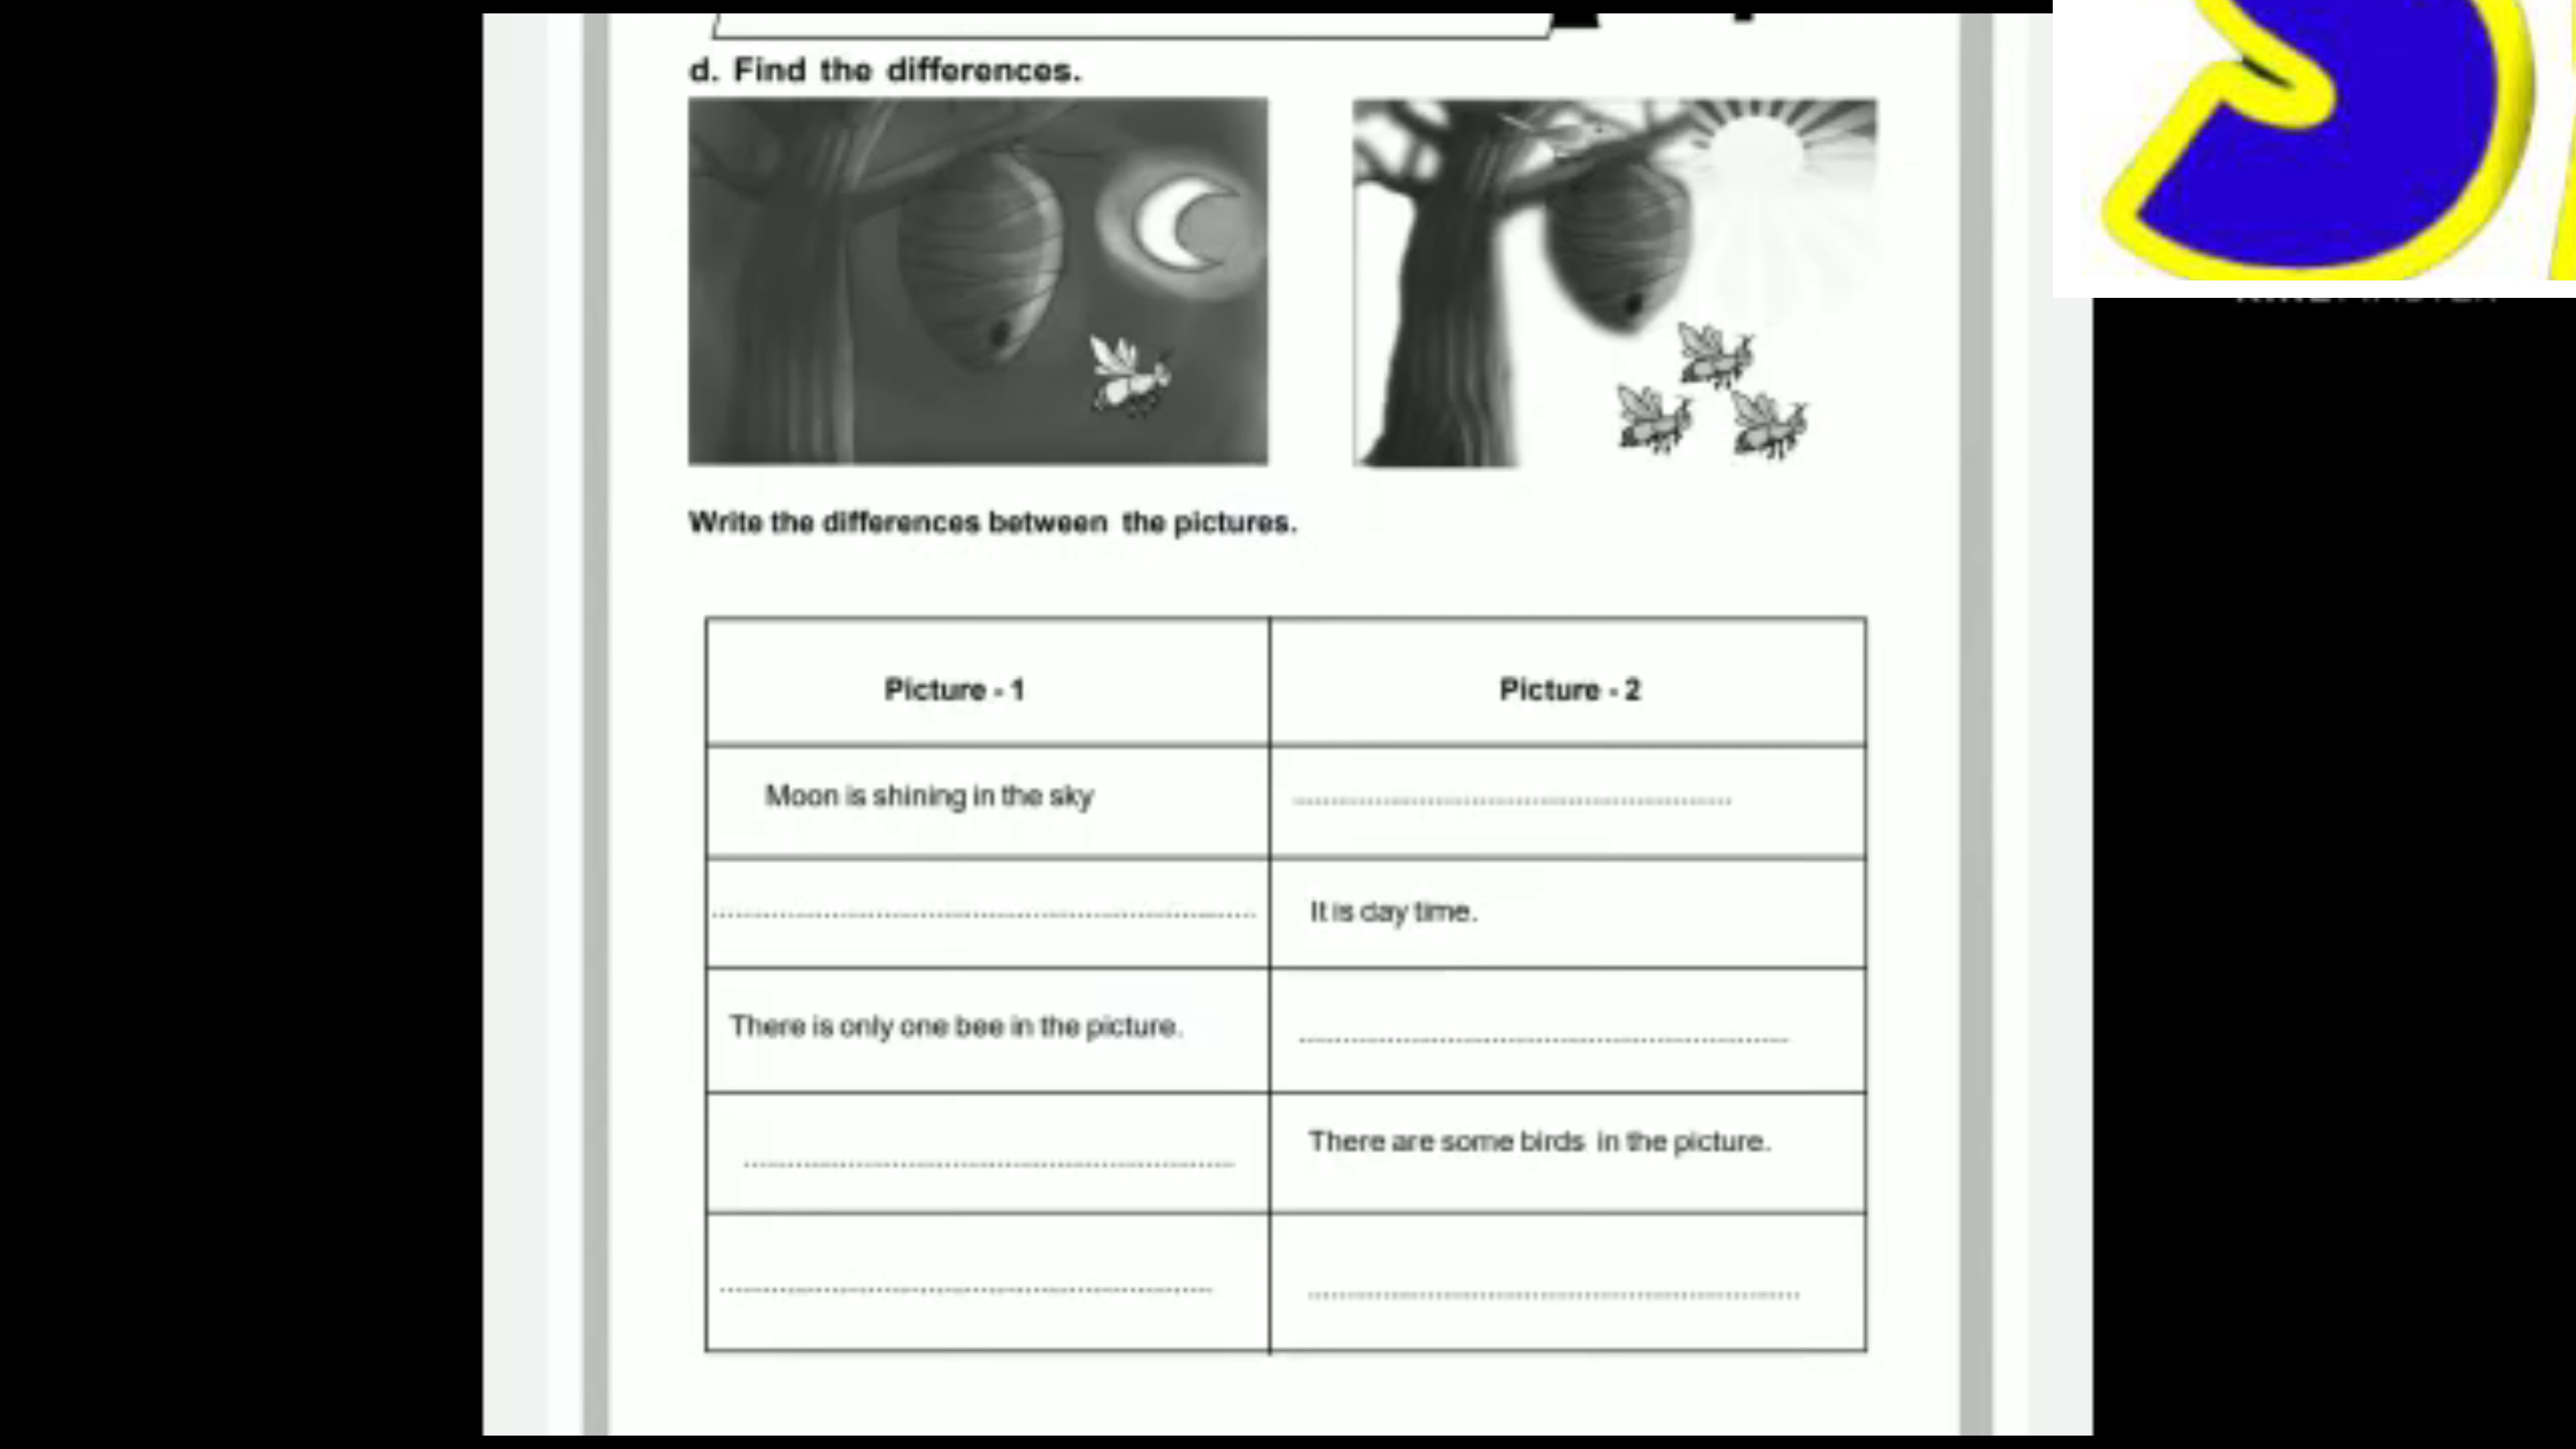 d. Find the differences.
Write the differences between the pictures.
Picture - 1
Picture - 2
Moon is shining in the sky
It is day time.
There is only one bee in the picture.
There are some birds in the picture.